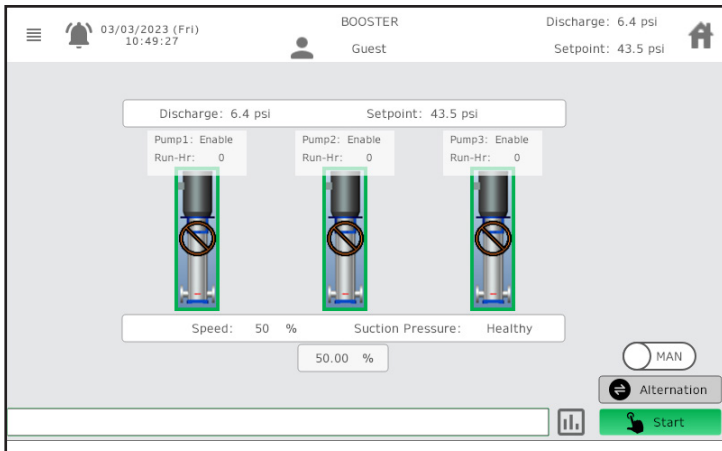 03/03/2023 (Fri)
10:49:27
BOOSTER
Guest
Discharge: 6.4 psi
Setpoint: 43.5 psi
Discharge: 6.4 psi Setpoint: 43.5 psi
Pump1: Enable Pump2: Enable Pump3: Enable
Run-Hr: 0 Run-Hr: 0 Run-Hr: 0
Speed: 50 % Suction Pressure: Healthy
50.00 %
MAN
Alternation
Start